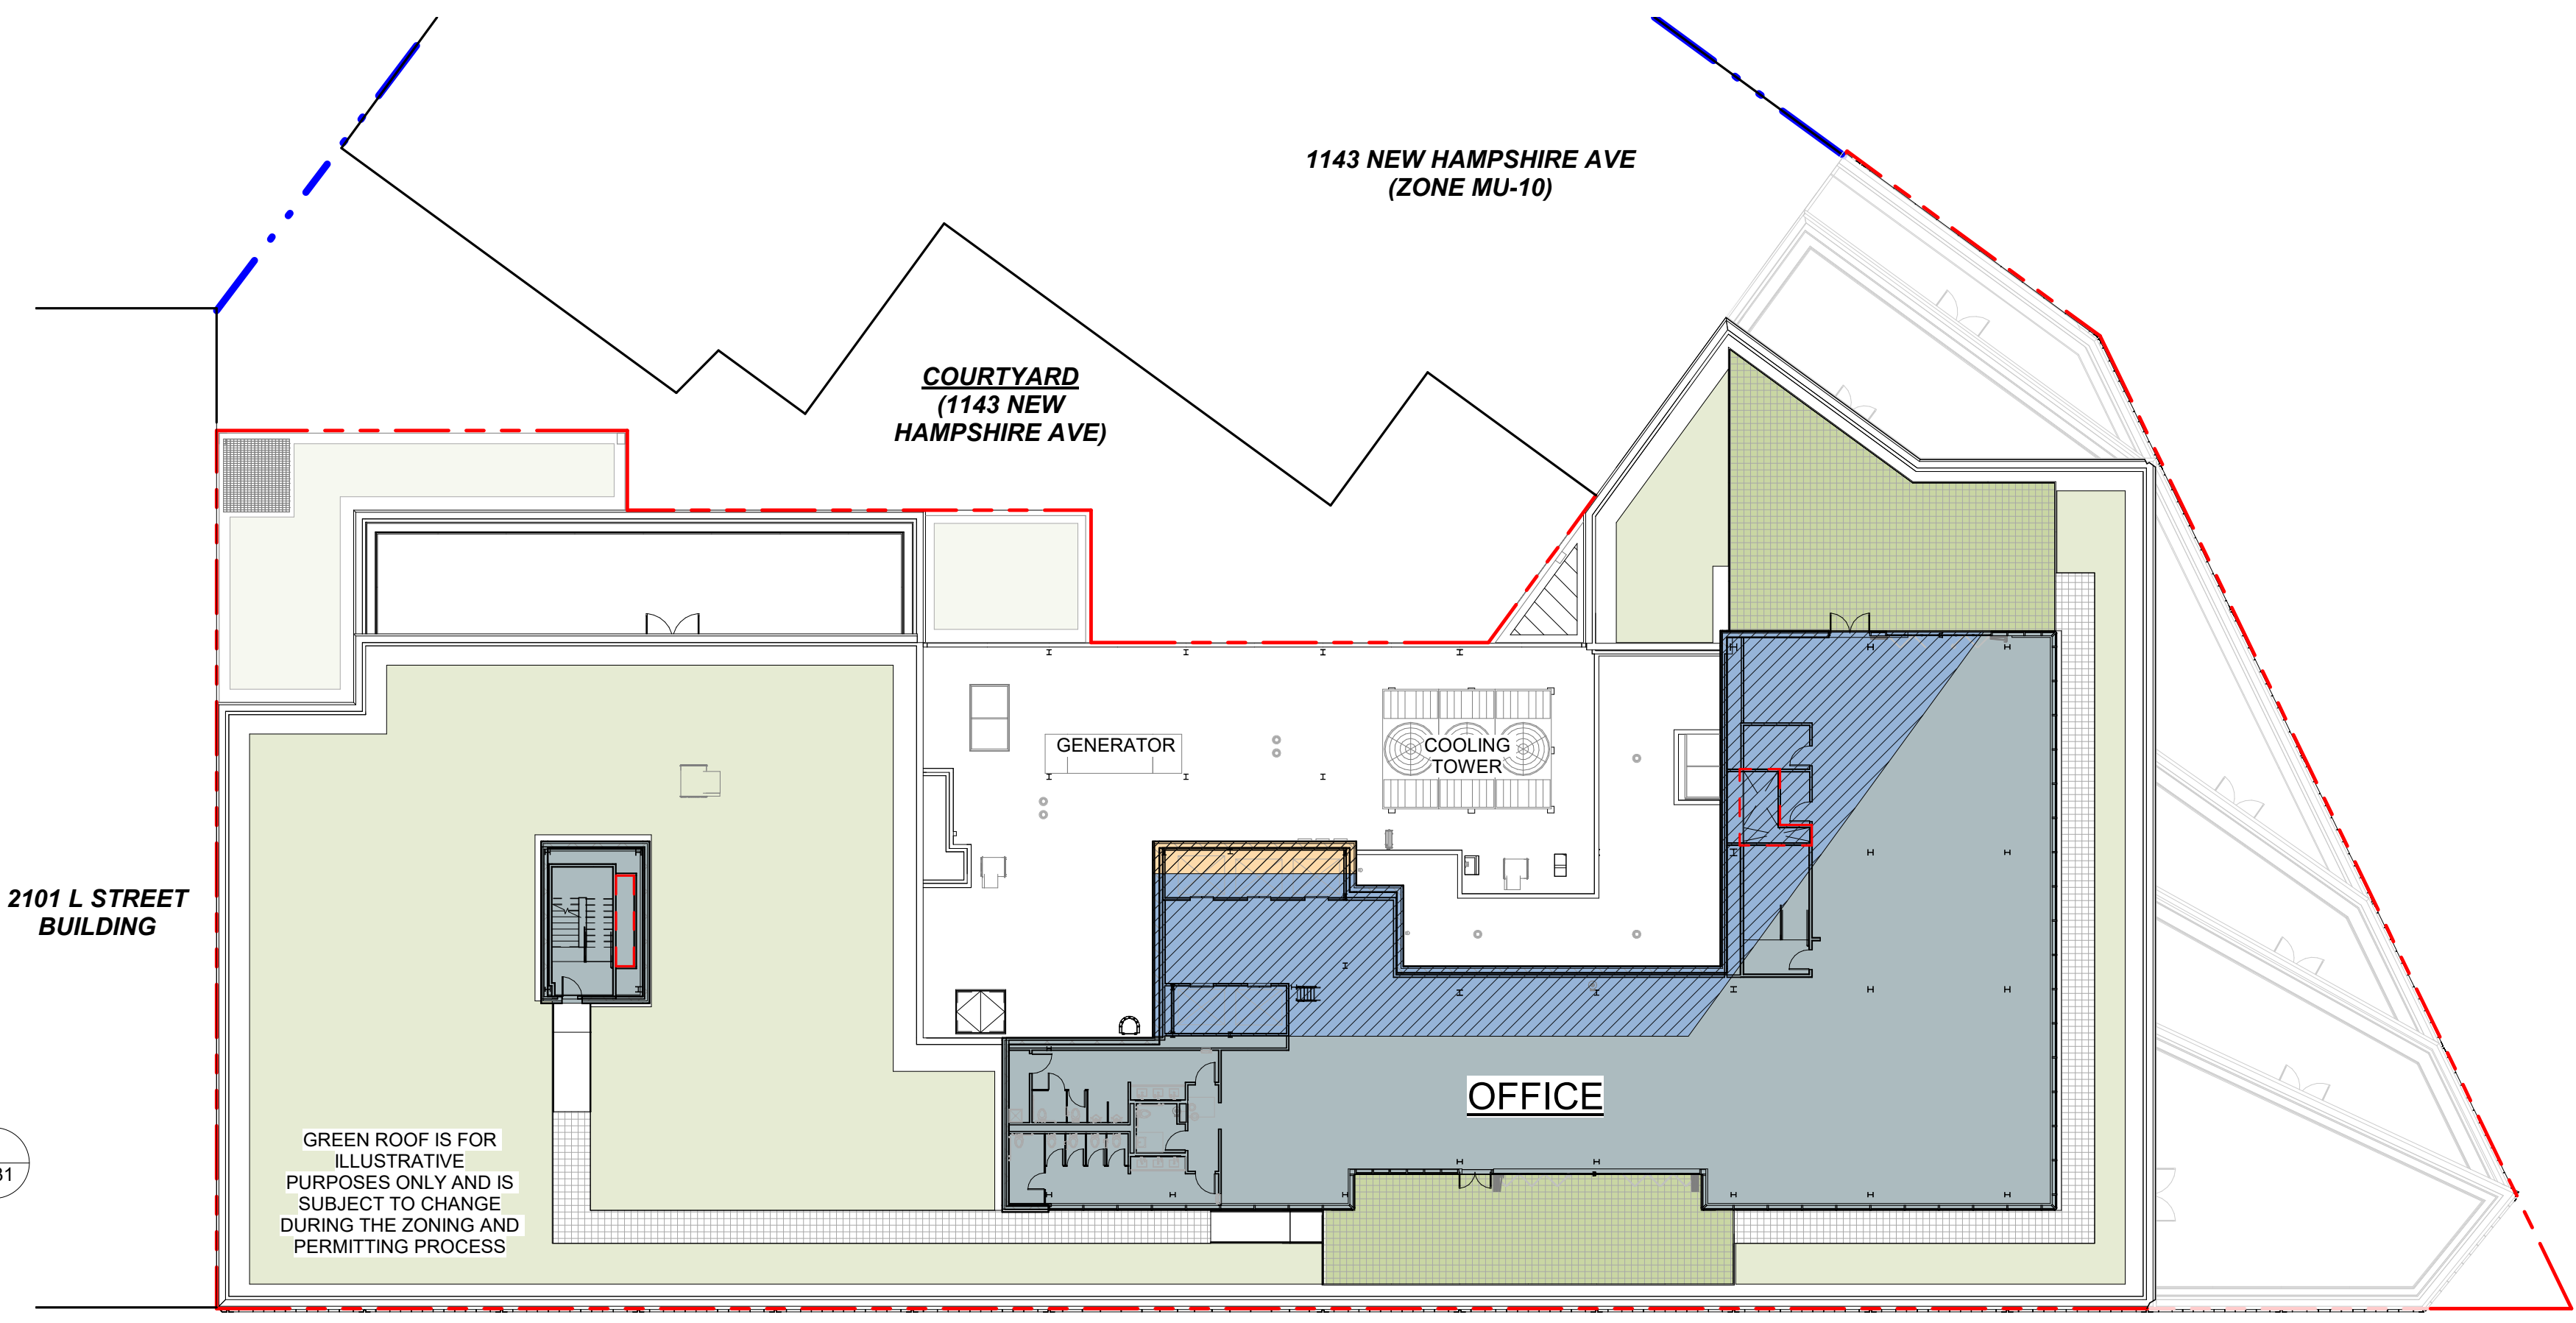 1143 NEW HAMPSHIRE AVE
(ZONE MU-10)
COURTYARD
(1143 NEW
HAMPSHIRE AVE)
GENERATOR
COOLING
TOWER
2101 L STREET
BUILDING
OFFICE
GREEN ROOF IS FOR
ILLUSTRATIVE
PURPOSES ONLY AND IS
SUBJECT TO CHANGE
DURING THE ZONING AND
PERMITTING PROCESS